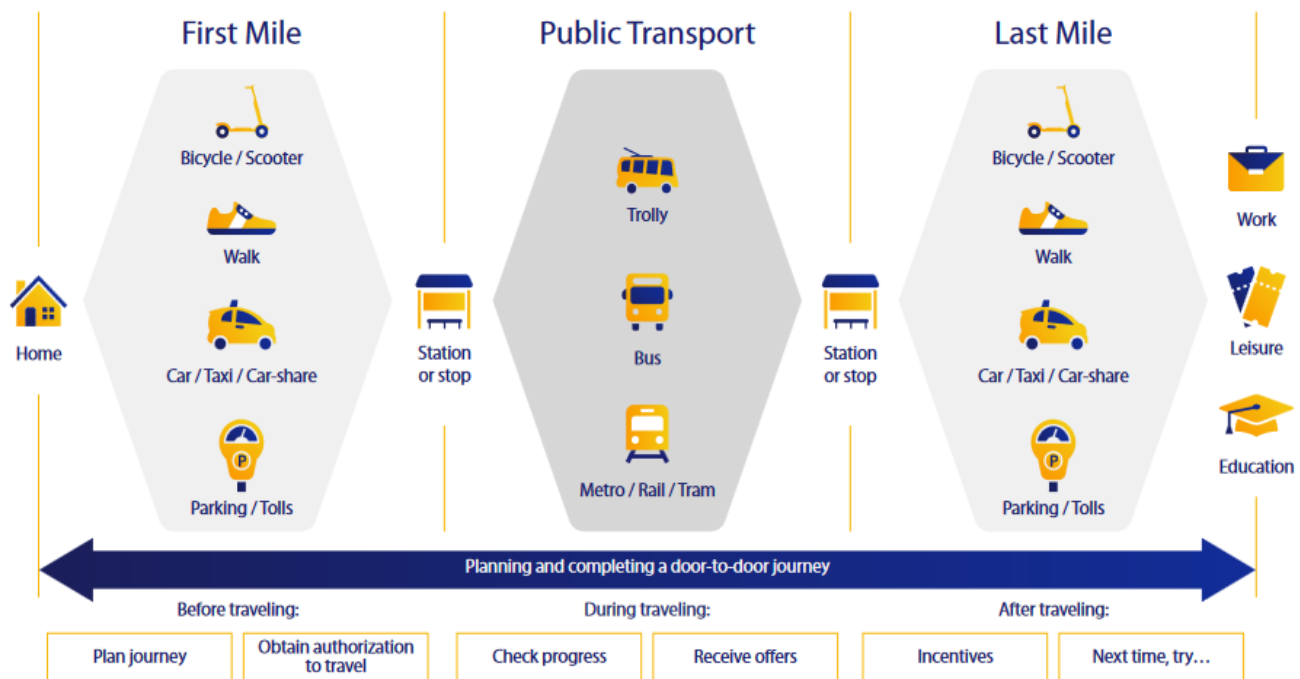 First Mile
Public Transport
Last Mile
Bicycle / Scooter
Walk
Car / Taxi / Car-share
P
Parking / Tolls
Home
Station
or stop
Trolly
Bus
Metro / Rail / Tram
Station
or stop
Bicycle / Scooter
Walk
Car / Taxi / Car-share
P
Parking / Tolls
Work
Leisure
Education
Planning and completing a door-to-door journey
Before traveling:
During traveling:
After traveling:
Plan journey
Obtain authorization
to travel
Check progress
Receive offers
Incentives
Next time, try…